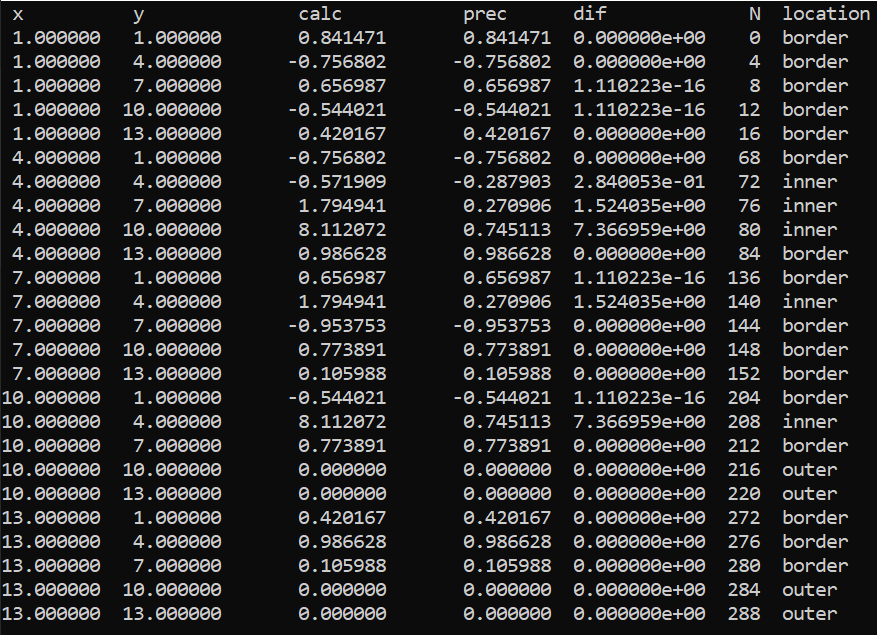 x y calc prec dif N location
1.000000 1.000000 0.841471 0.841471 0.000000e+00 0 border
1.000000 4.000000 -0.756802 -0.756802 0.000000e+00 4 border
1.000000 7.000000 0.656987 0.656987 1.110223e-16 8 border
1.000000 10.000000 -0.544021 -0.544021 1.110223e-16 12 border
1.000000 13.000000 0.420167 0.420167 0.000000e+00 16 border
4.000000 1.000000 -0.756802 -0.756802 0.000000e+00 68 border
4.000000 4.000000 -0.571909 -0.287903 2.840053e-01 72 inner
4.000000 7.000000 1.794941 0.270906 1.524035e+00 76 inner
4.000000 10.000000 8.112072 0.745113 7.366959e+00 80 inner
4.000000 13.000000 0.986628 0.986628 0.000000e+00 84 border
7.000000 1.000000 0.656987 0.656987 1.110223e-16 136 border
7.000000 4.000000 1.794941 0.270906 1.524035e+00 140 inner
7.000000 7.000000 -0.953753 -0.953753 0.000000e+00 144 border
7.000000 10.000000 0.773891 0.773891 0.000000e+00 148 border
7.000000 13.000000 0.105988 0.105988 0.000000e+00 152 border
10.000000 1.000000 -0.544021 -0.544021 1.110223e-16 204 border
10.000000 4.000000 8.112072 0.745113 7.366959e+00 208 inner
10.000000 7.000000 0.773891 0.773891 0.000000e+00 212 border
10.000000 10.000000 0.000000 0.000000 0.000000e+00 216 outer
10.000000 13.000000 0.000000 0.000000 0.000000e+00 220 outer
13.000000 1.000000 0.420167 0.420167 0.000000e+00 272 border
13.000000 4.000000 0.986628 0.986628 0.000000e+00 276 border
13.000000 7.000000 0.105988 0.105988 0.000000e+00 280 border
13.000000 10.000000 0.000000 0.000000 0.000000e+00 284 outer
13.000000 13.000000 0.000000 0.000000 0.000000e+00 288 outer